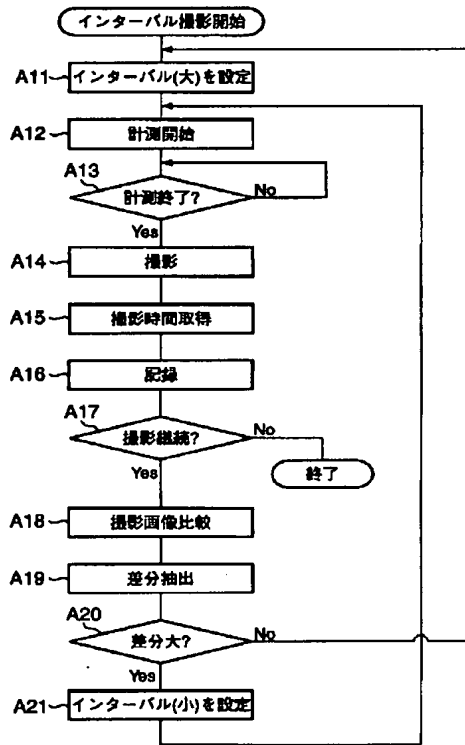 インターバル撮影開始
A11 インターバル(大)を設定
A12 計測開始
A13
計測終了? No
Yes
A14 撮影
A15 撮影時間取得
A16 記録
A17
撮影継続? No
Yes 終了
A18 撮影画像比較
A19 差分抽出
A20
差分大? No
Yes
A21 インターバル(小)を設定